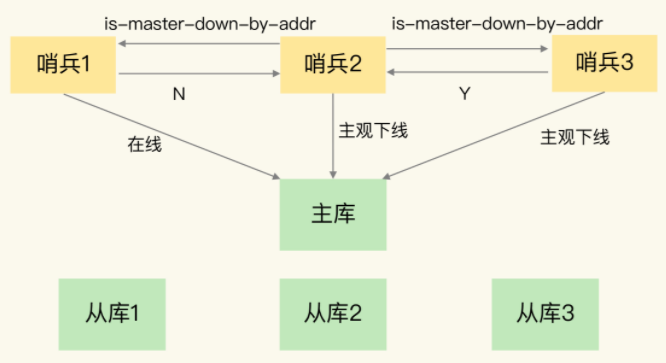 is-master-down-by-addr
is-master-down-by-addr
哨兵1
哨兵2
哨兵3
N
Y
在线
主观下线
主观下线
主库
从库1
从库2
从库3